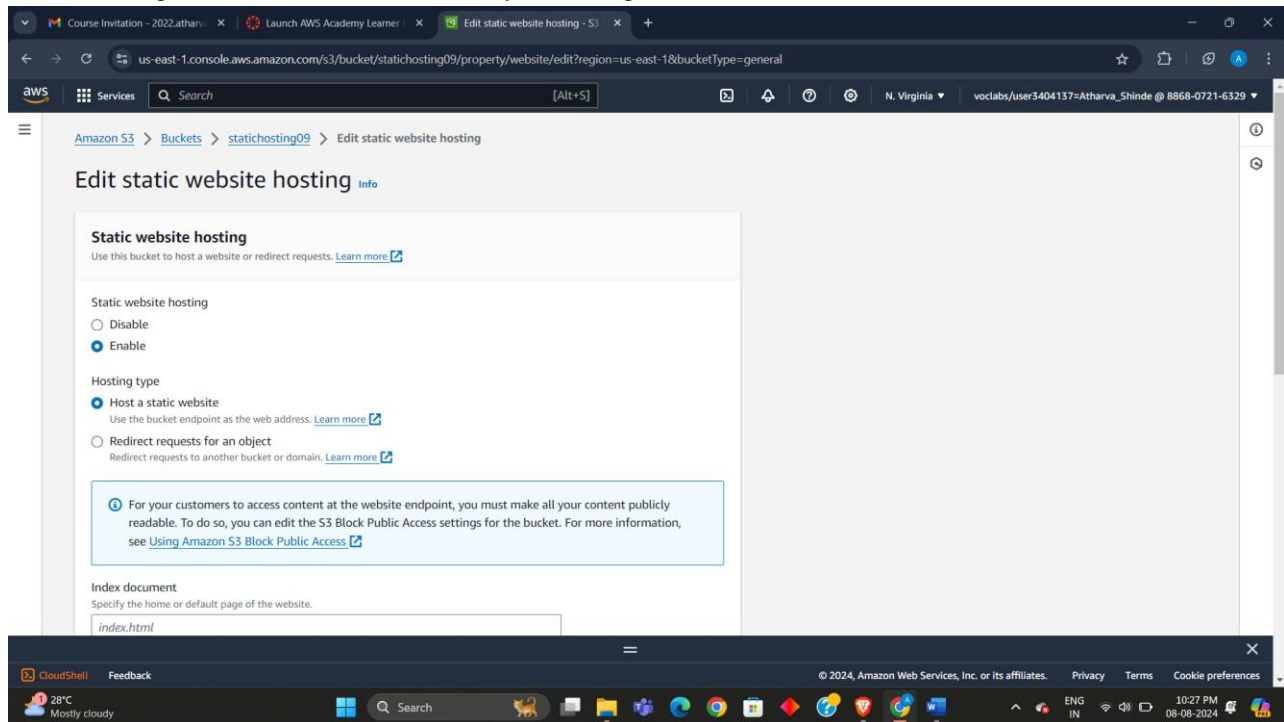 Course Invitation - 2022.atharv
Launch AWS Academy Learner
Edit static website hosting - S3
us-east-1.console.aws.amazon.com/s3/bucket/statichosting09/property/website/edit?region=us-east-1&bucketType=general
A
aws
Services
Search
[Alt+S]
N. Virginia ▼
voclabs/user3404137=Atharva_Shinde @ 8868-0721-6329 ▼
Amazon S3 > Buckets > statichosting09 > Edit static website hosting
Edit static website hosting Info
Static website hosting
Use this bucket to host a website or redirect requests. Learn more
Static website hosting
Disable
Enable
Hosting type
Host a static website
Use the bucket endpoint as the web address. Learn more
Redirect requests for an object
Redirect requests to another bucket or domain. Learn more
For your customers to access content at the website endpoint, you must make all your content publicly
readable. To do so, you can edit the S3 Block Public Access settings for the bucket. For more information,
see Using Amazon S3 Block Public Access
Index document
Specify the home or default page of the website.
index.html
CloudShell Feedback
© 2024, Amazon Web Services, Inc. or its affiliates. Privacy Terms Cookie preferences
28°C
Mostly cloudy
Search
ENG
IN
10:27 PM
08-08-2024